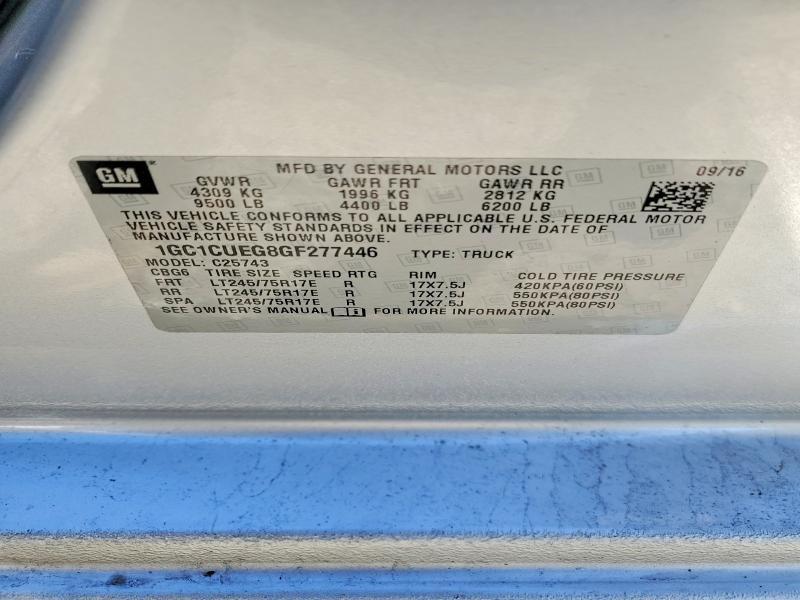 GM
MFD BY GENERAL MOTORS LLC 09/16
GVWR GAWR FRT GAWR RR
4309 KG 1996 KG 2812 KG
9500 LB 4400 LB 6200 LB
THIS VEHICLE CONFORMS TO ALL APPLICABLE U.S. FEDERAL MOTOR
VEHICLE SAFETY STANDARDS IN EFFECT ON THE DATE OF
MANUFACTURE SHOWN ABOVE.
1GC1CUEG8GF277446 TYPE: TRUCK
MODEL: C25743
CBG6 TIRE SIZE SPEED RTG RIM COLD TIRE PRESSURE
FRT LT245/75R17E R 17X7.5J 420KPA(60PSI)
RR LT245/75R17E R 17X7.5J 550KPA(80PSI)
SPA LT245/75R17E R 17X7.5J 550KPA(80PSI)
SEE OWNER'S MANUAL FOR MORE INFORMATION.